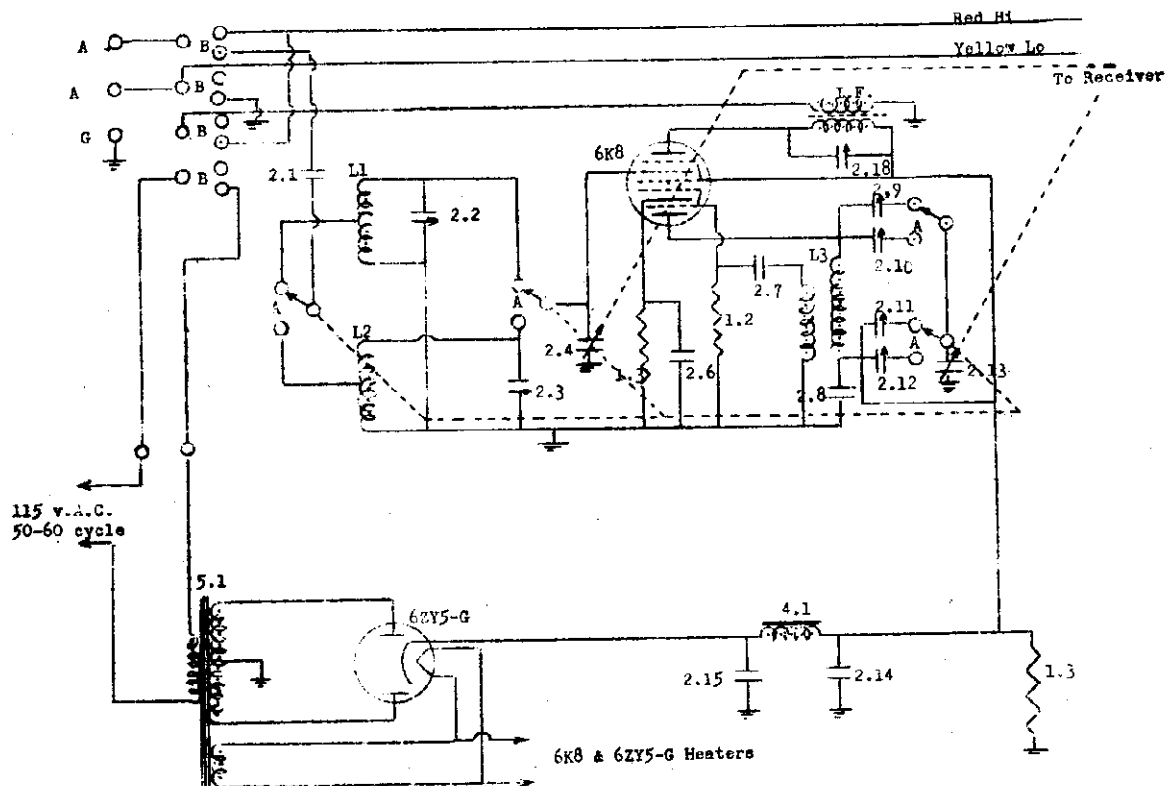 Red Hi
A
B
Yellow Lo
A
B
To Receiver
I.F.
G
B
6K8
B
2.1
L1
2.18
2.9
2.2
A
L3
2.10
A
A
2.7
2.11
L2
2.4
1.2
A
2.3
1.3
2.6
2.12
2.13
2.8
115 v.A.C.
50-60 cycle
5.1
6ZY5-G
4.1
2.15
2.14
1.3
6K8 & 6ZY5-G Heaters